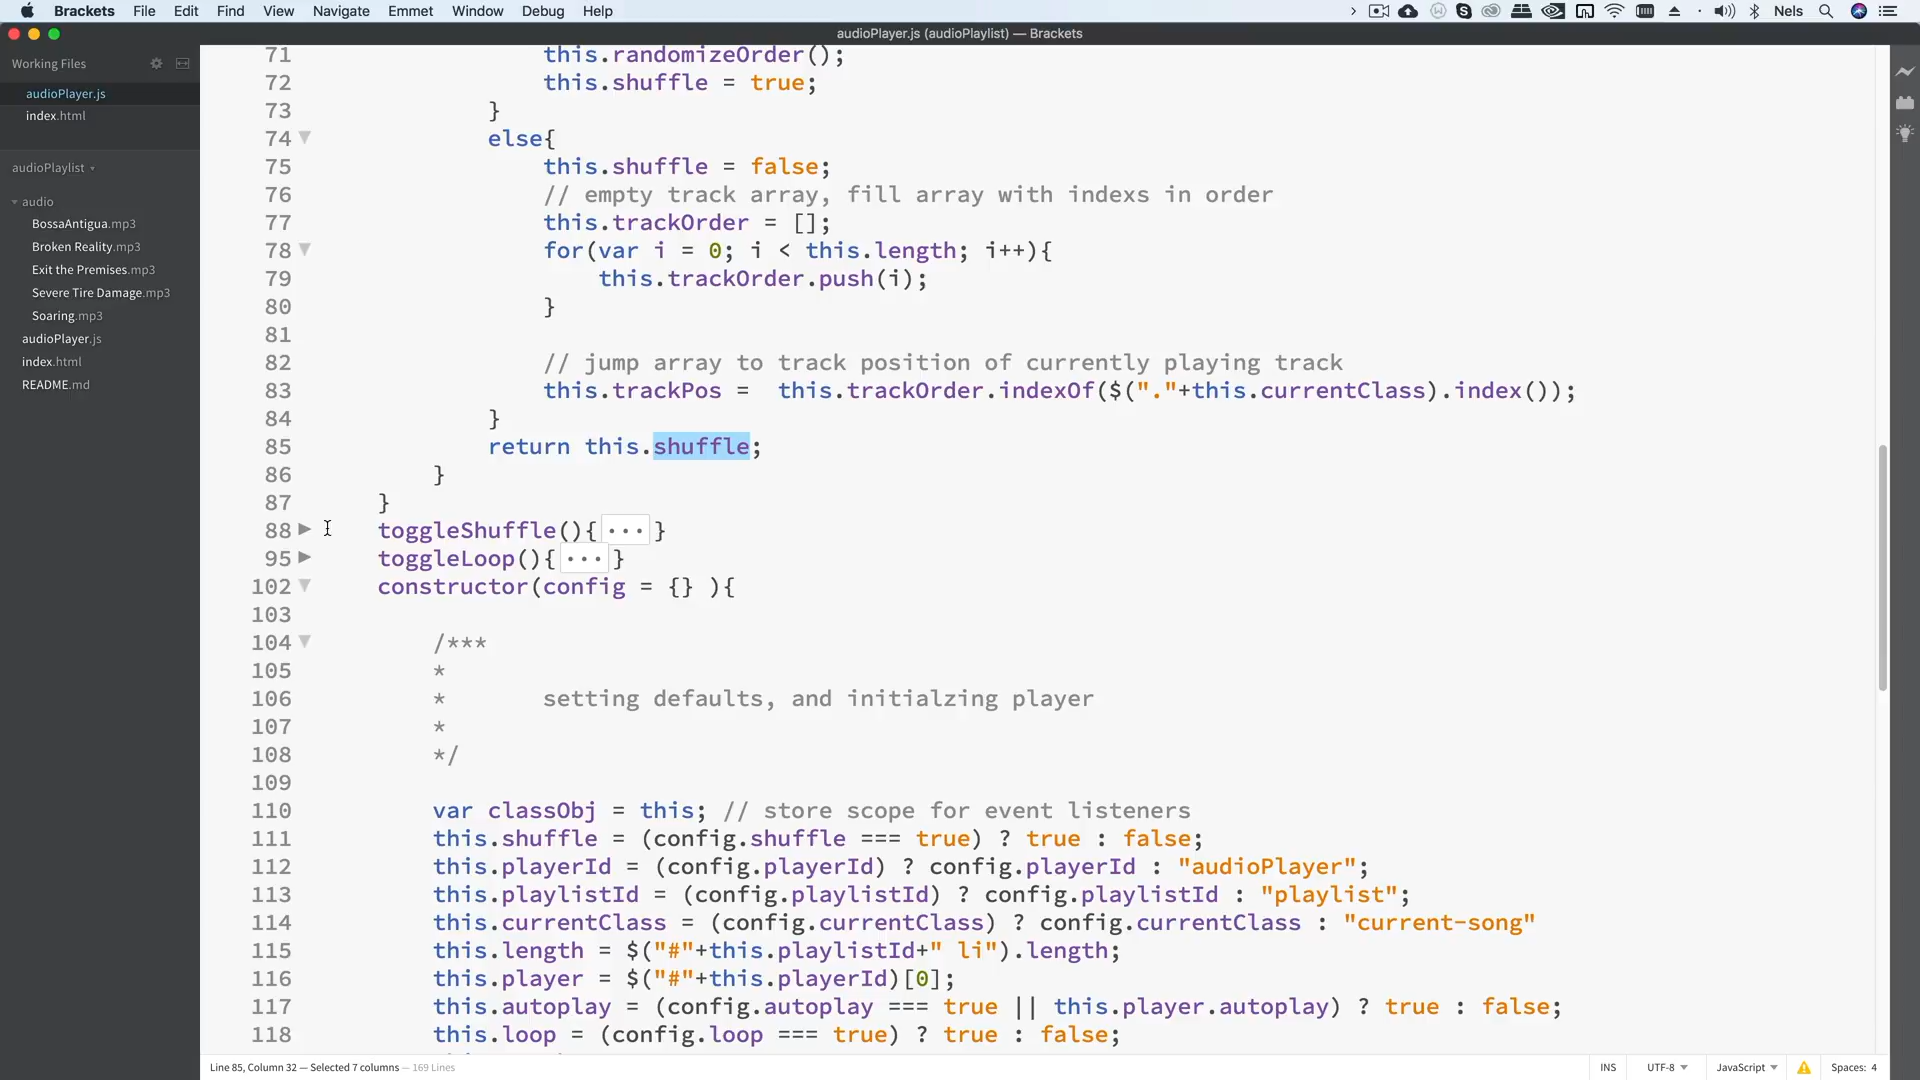 Brackets File Edit Find View Navigate Emmet Window Debug Help Nels
audioPlayer.js (audioPlaylist) — Brackets
Working Files
audioPlayer.js
index.html
audioPlaylist
audio
BossaAntigua.mp3
Broken Reality.mp3
Exit the Premises.mp3
Severe Tire Damage.mp3
Soaring.mp3
audioPlayer.js
index.html
README.md
71 this.randomizeOrder();
72 this.shuffle = true;
73 }
74 else{
75 this.shuffle = false;
76 // empty track array, fill array with indexs in order
77 this.trackOrder = [];
78 for(var i = 0; i < this.length; i++){
79 this.trackOrder.push(i);
80 }
81
82 // jump array to track position of currently playing track
83 this.trackPos =  this.trackOrder.indexOf($("."+this.currentClass).index());
84 }
85 return this.shuffle;
86 }
87 }
88 toggleShuffle(){...}
95 toggleLoop(){...}
102 constructor(config = {} ){
103
104 /***
105 *
106 * setting defaults, and initialzing player
107 *
108 */
109
110 var classObj = this; // store scope for event listeners
111 this.shuffle = (config.shuffle === true) ? true : false;
112 this.playerId = (config.playerId) ? config.playerId : "audioPlayer";
113 this.playlistId = (config.playlistId) ? config.playlistId : "playlist";
114 this.currentClass = (config.currentClass) ? config.currentClass : "current-song"
115 this.length = $("#"+this.playlistId+" li").length;
116 this.player = $("#"+this.playerId)[0];
117 this.autoplay = (config.autoplay === true || this.player.autoplay) ? true : false;
118 this.loop = (config.loop === true) ? true : false;
Line 85, Column 32 — Selected 7 columns — 169 Lines
INS UTF-8 JavaScript Spaces: 4